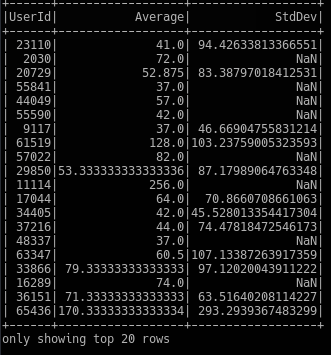 +------+------------------+------------------+
|UserId|           Average|            StdDev|
+------+------------------+------------------+
| 23110|              41.0| 94.42633813366551|
|  2030|              72.0|               NaN|
| 20729|            52.875| 83.38797018412531|
| 55841|              37.0|               NaN|
| 44049|              57.0|               NaN|
| 55590|              42.0|               NaN|
|  9117|              37.0| 46.66904755831214|
| 61519|             128.0|103.23759005323593|
| 57022|              82.0|               NaN|
| 29850|53.333333333333336| 87.17989064763348|
| 11114|             256.0|               NaN|
| 17044|              64.0|  70.8660708661063|
| 34405|              42.0|45.528013354417304|
| 37216|              44.0| 74.47818472546173|
| 48337|              37.0|               NaN|
| 63347|              60.5|107.13387263917359|
| 33866| 79.33333333333333| 97.12020043911222|
| 16289|              74.0|               NaN|
| 36151| 71.33333333333333| 63.51640208114227|
| 65436|170.33333333333334| 293.2939367483299|
+------+------------------+------------------+
only showing top 20 rows